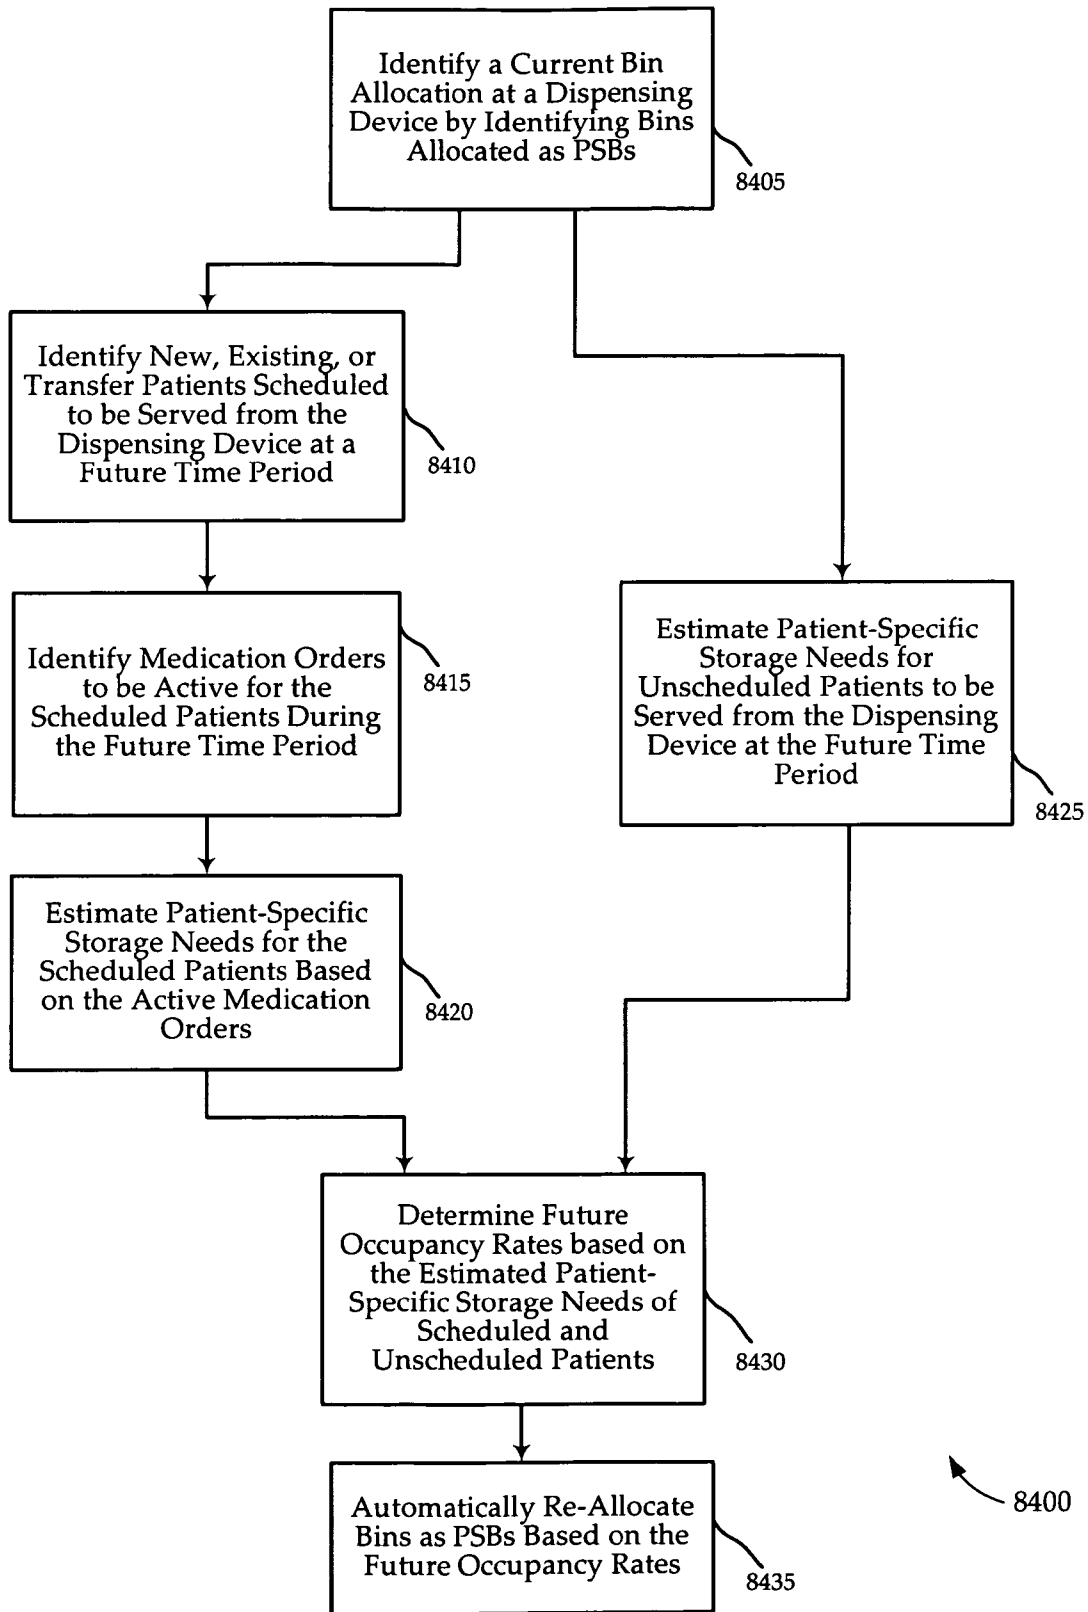 Identify a Current Bin
Allocation at a Dispensing
Device by Identifying Bins
Allocated as PSBs
8405
Identify New, Existing, or
Transfer Patients Scheduled
to be Served from the
Dispensing Device at a
Future Time Period
8410
Identify Medication Orders
to be Active for the
Scheduled Patients During
the Future Time Period
8415
Estimate Patient-Specific
Storage Needs for
Unscheduled Patients to be
Served from the Dispensing
Device at the Future Time
Period
8425
Estimate Patient-Specific
Storage Needs for the
Scheduled Patients Based
on the Active Medication
Orders
8420
Determine Future
Occupancy Rates based on
the Estimated Patient-
Specific Storage Needs of
Scheduled and
Unscheduled Patients
8430
Automatically Re-Allocate
Bins as PSBs Based on the
Future Occupancy Rates
8435
8400